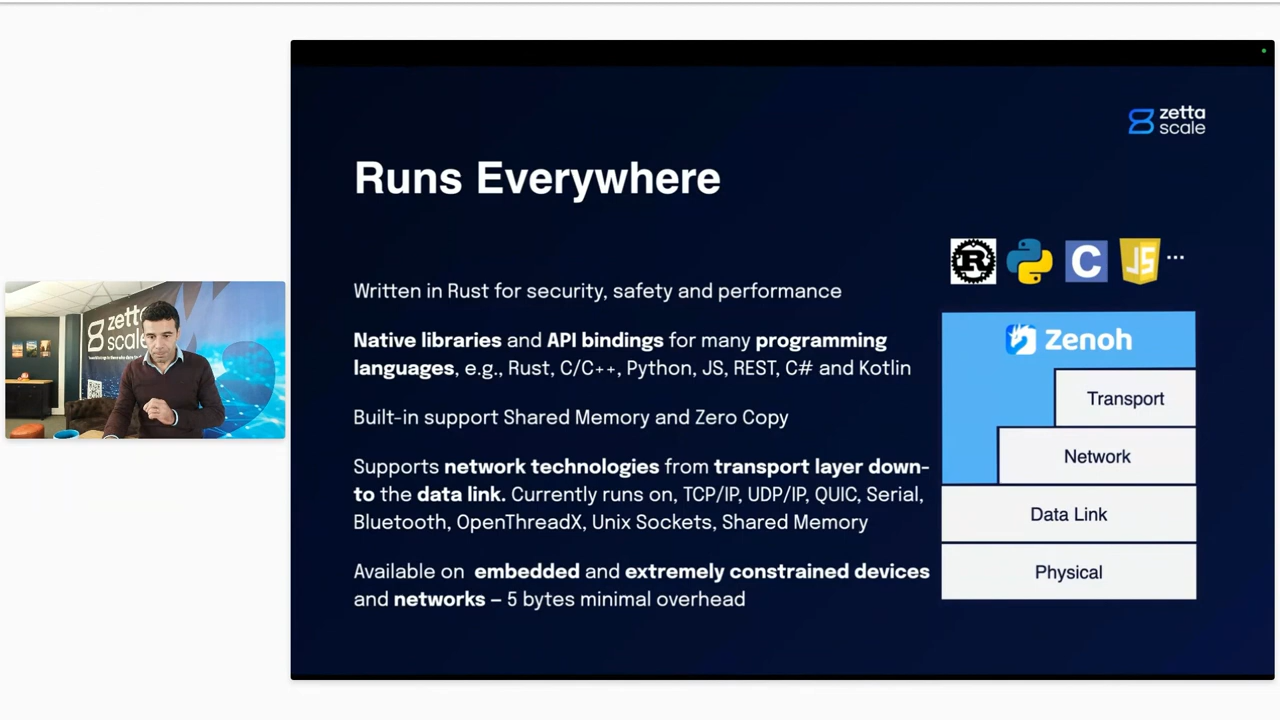 zetta
scale
Runs Everywhere
R
C
JS
...
Written in Rust for security, safety and performance
Native libraries and API bindings for many programming
languages, e.g., Rust, C/C++, Python, JS, REST, C# and Kotlin
Built-in support Shared Memory and Zero Copy
Supports network technologies from transport layer down-
to the data link. Currently runs on, TCP/IP, UDP/IP, QUIC, Serial,
Bluetooth, OpenThreadX, Unix Sockets, Shared Memory
Available on embedded and extremely constrained devices
and networks – 5 bytes minimal overhead
Zenoh
Transport
Network
Data Link
Physical
zetta
scale